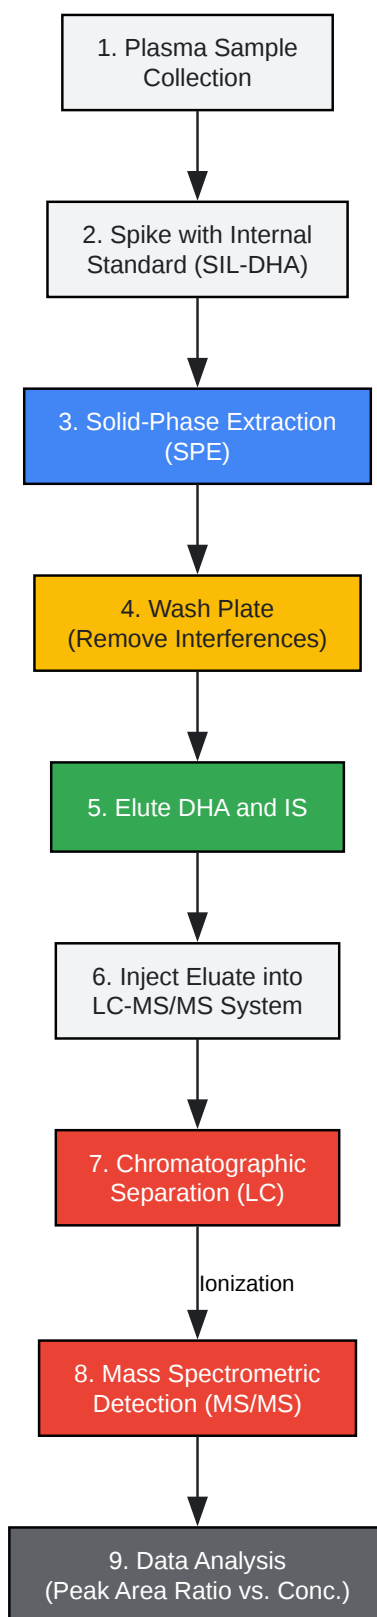 1. Plasma Sample
Collection
2. Spike with Internal
Standard (SIL-DHA)
3. Solid-Phase Extraction
(SPE)
4. Wash Plate
(Remove Interferences)
5. Elute DHA and IS
6. Inject Eluate into
LC-MS/MS System
7. Chromatographic
Separation (LC)
Ionization
8. Mass Spectrometric
Detection (MS/MS)
9. Data Analysis
(Peak Area Ratio vs. Conc.)